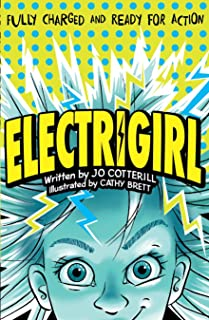 FULLY CHARGED AND READY FOR ACTION
ELECTRIGIRL
Written by JO COTTERILL
Illustrated by CATHY BRETT